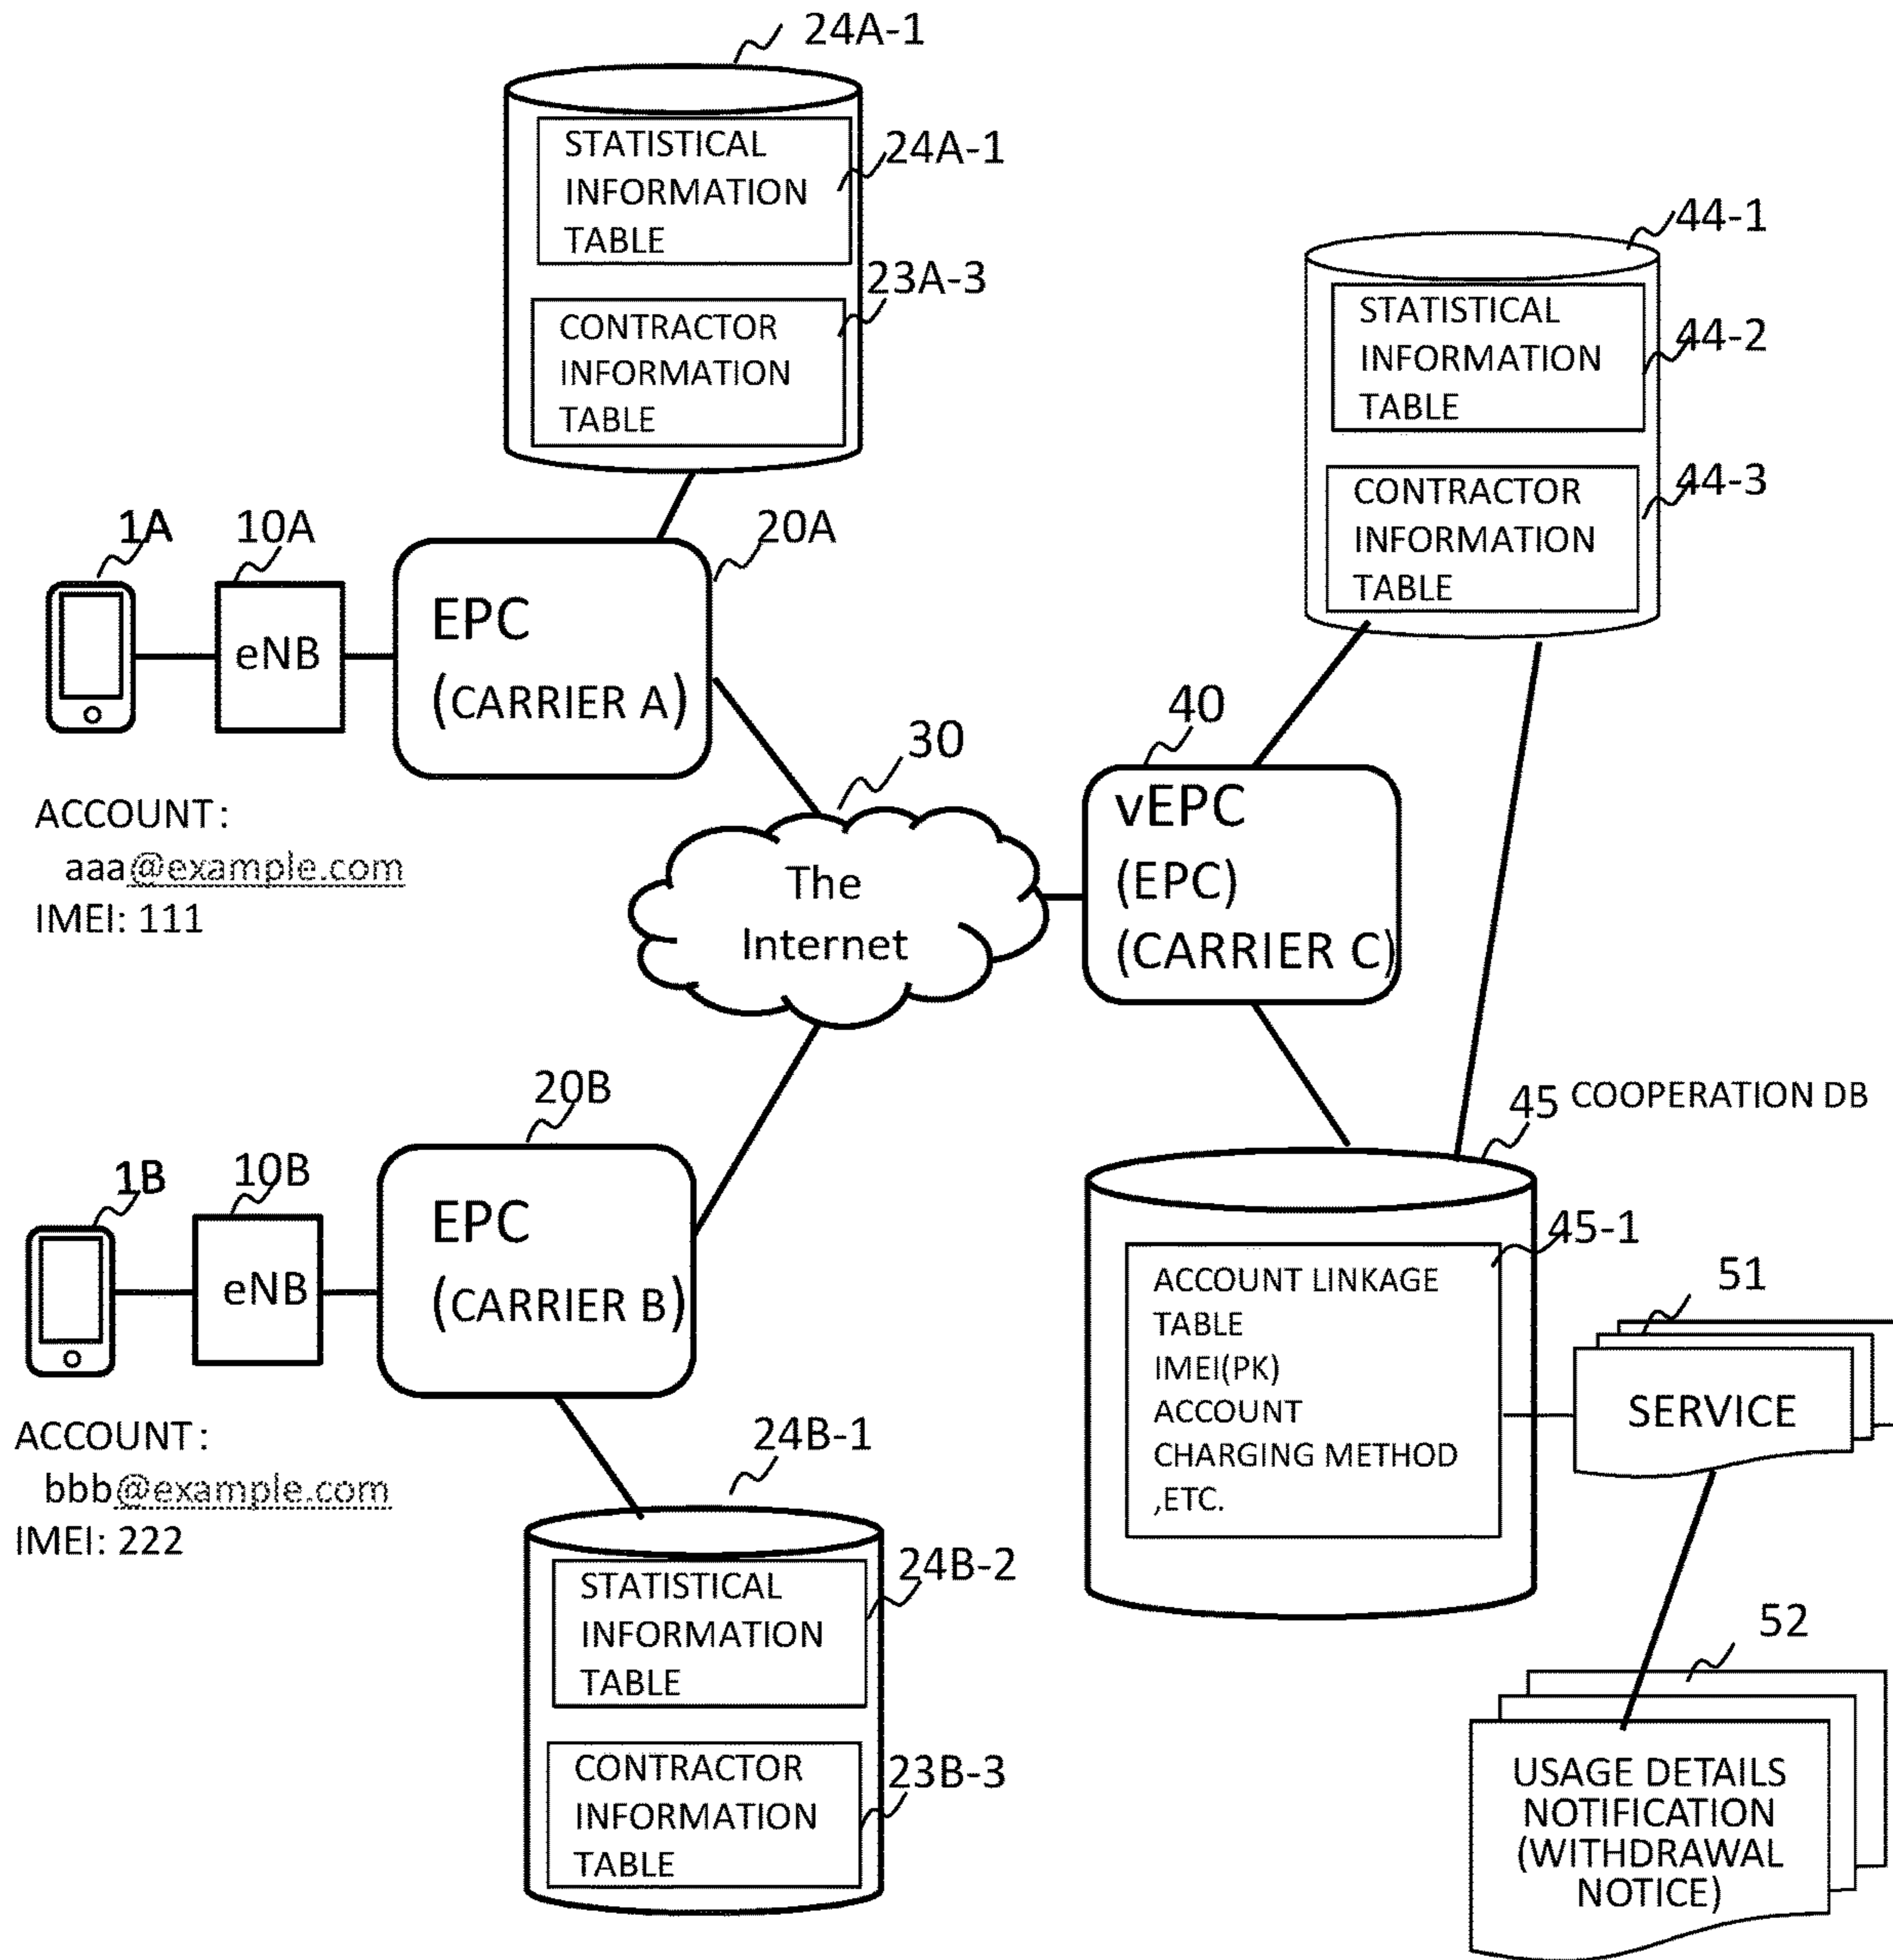 24A-1
STATISTICAL
INFORMATION
TABLE
24A-1
CONTRACTOR
INFORMATION
TABLE
23A-3
44-1
STATISTICAL
INFORMATION
TABLE
44-2
CONTRACTOR
INFORMATION
TABLE
44-3
1A
10A
eNB
20A
EPC
(CARRIER A)
ACCOUNT :
aaa@example.com
IMEI: 111
30
The
Internet
40
vEPC
(EPC)
(CARRIER C)
1B
10B
eNB
20B
EPC
(CARRIER B)
ACCOUNT :
bbb@example.com
IMEI: 222
24B-1
STATISTICAL
INFORMATION
TABLE
24B-2
CONTRACTOR
INFORMATION
TABLE
23B-3
45 COOPERATION DB
45-1
ACCOUNT LINKAGE
TABLE
IMEI(PK)
ACCOUNT
CHARGING METHOD
,ETC.
51
SERVICE
52
USAGE DETAILS
NOTIFICATION
(WITHDRAWAL
NOTICE)